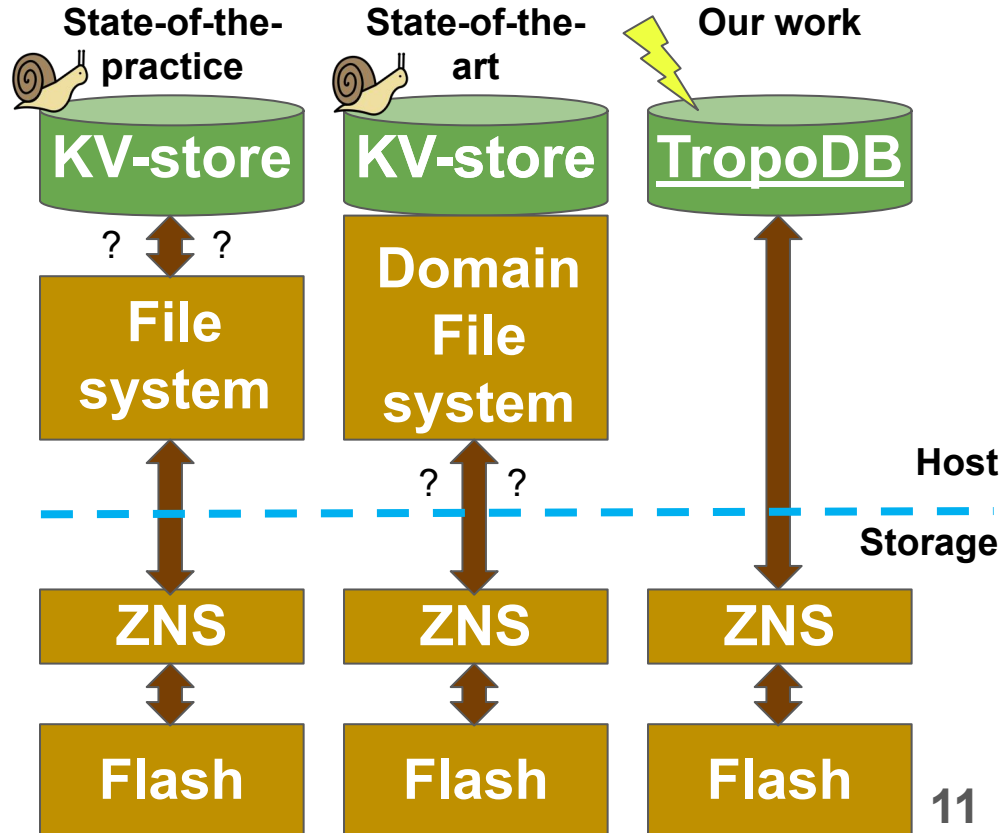 State-of-the-
practice
KV-store
? ?
File
system
ZNS
Flash
State-of-the-
art
KV-store
Domain
File
system
? ?
ZNS
Flash
Our work
TropoDB
Host
Storage
ZNS
Flash
11